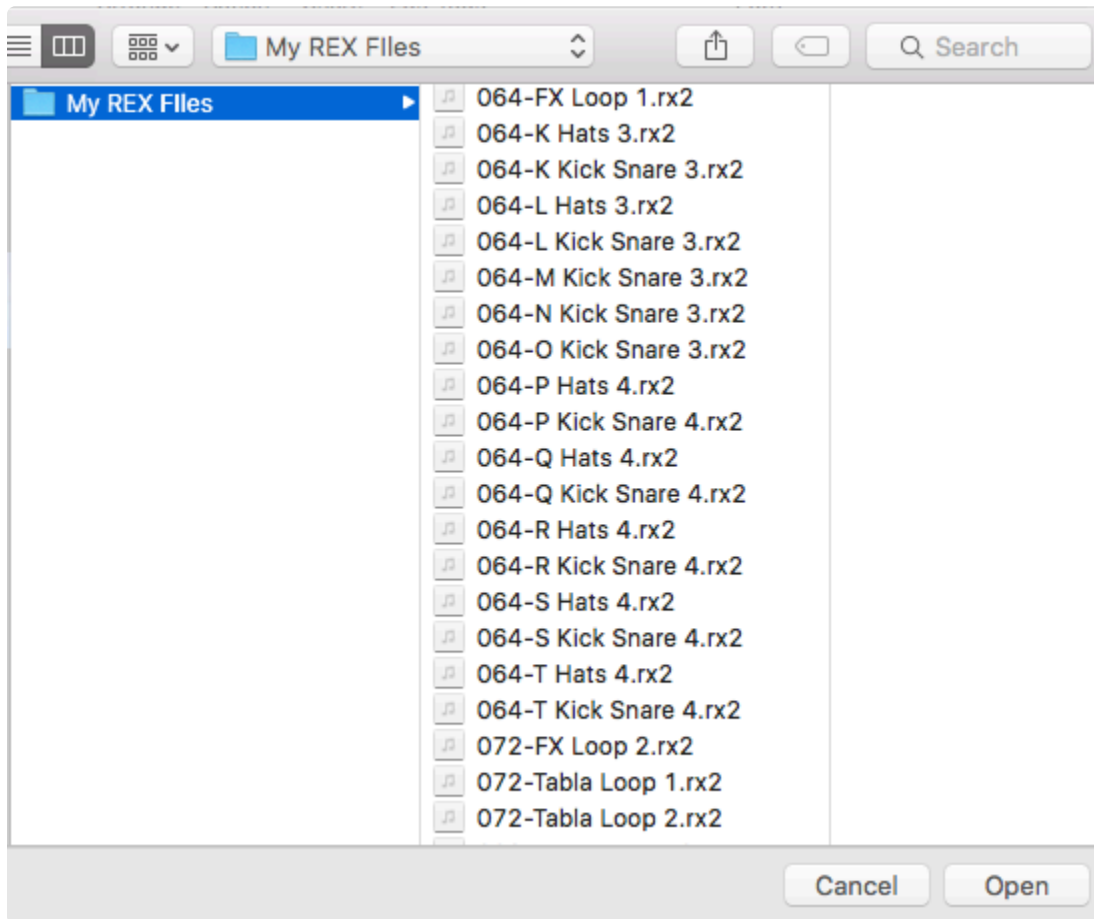 My REX FIles
Search
My REX FIles
064-FX Loop 1.rx2
064-K Hats 3.rx2
064-K Kick Snare 3.rx2
064-L Hats 3.rx2
064-L Kick Snare 3.rx2
064-M Kick Snare 3.rx2
064-N Kick Snare 3.rx2
064-O Kick Snare 3.rx2
064-P Hats 4.rx2
064-P Kick Snare 4.rx2
064-Q Hats 4.rx2
064-Q Kick Snare 4.rx2
064-R Hats 4.rx2
064-R Kick Snare 4.rx2
064-S Hats 4.rx2
064-S Kick Snare 4.rx2
064-T Hats 4.rx2
064-T Kick Snare 4.rx2
072-FX Loop 2.rx2
072-Tabla Loop 1.rx2
072-Tabla Loop 2.rx2
Cancel
Open